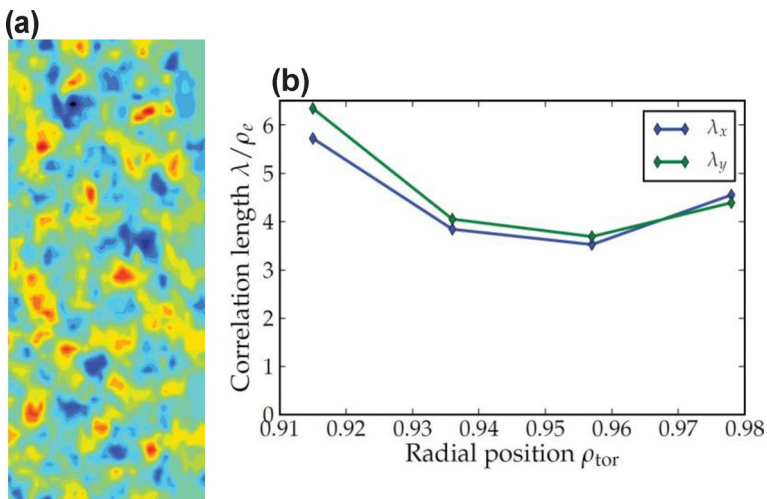 (a)
(b)
Correlation length λ/ρe
6
5
4
3
2
1
0
λx
λy
0.91 0.92 0.93 0.94 0.95 0.96 0.97 0.98
Radial position ρtor